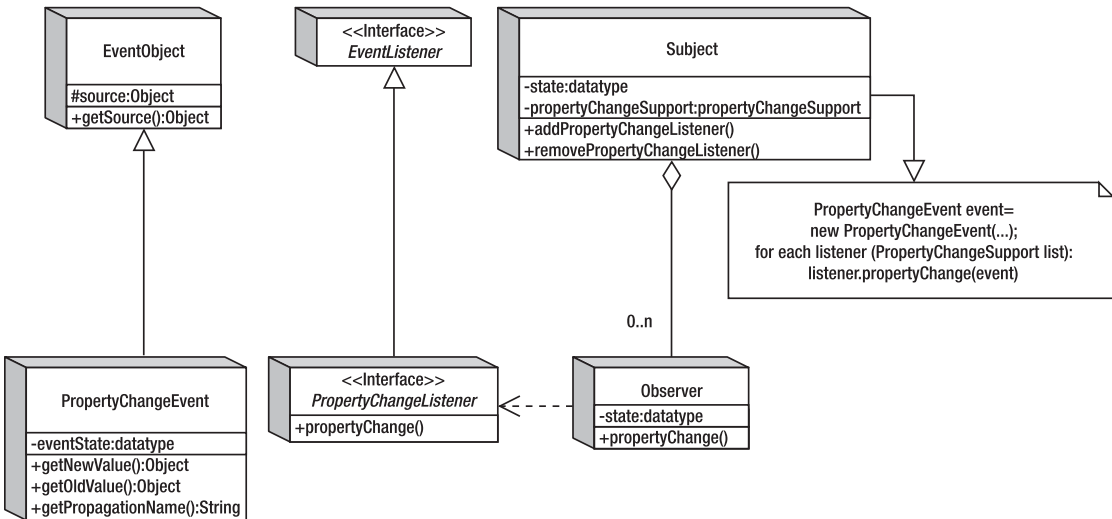 EventObject
#source:Object
+getSource():Object
<<Interface>>
EventListener
Subject
-state:datatype
-propertyChangeSupport:propertyChangeSupport
+addPropertyChangeListener()
+removePropertyChangeListener()
PropertyChangeEvent event=
new PropertyChangeEvent(...);
for each listener (PropertyChangeSupport list):
listener.propertyChange(event)
0..n
PropertyChangeEvent
-eventState:datatype
+getNewValue():Object
+getOldValue():Object
+getPropagationName():String
<<Interface>>
PropertyChangeListener
+propertyChange()
Observer
-state:datatype
+propertyChange()